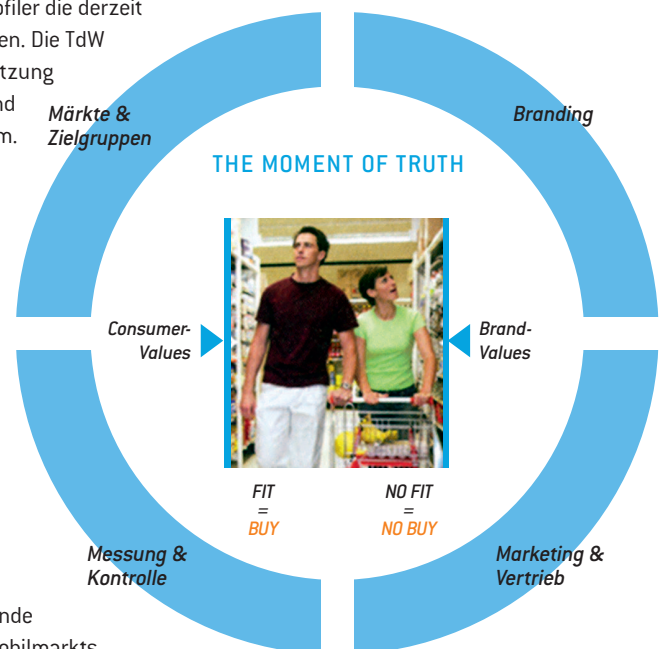 ofiler die derzeit
en. Die TdW
tzung
nd
m.
Märkte &
Zielgruppen
Branding
THE MOMENT OF TRUTH
Consumer-
Values
Brand-
Values
FIT
=
BUY
NO FIT
=
NO BUY
Messung &
Kontrolle
Marketing &
Vertrieb
nde
obilmarkts